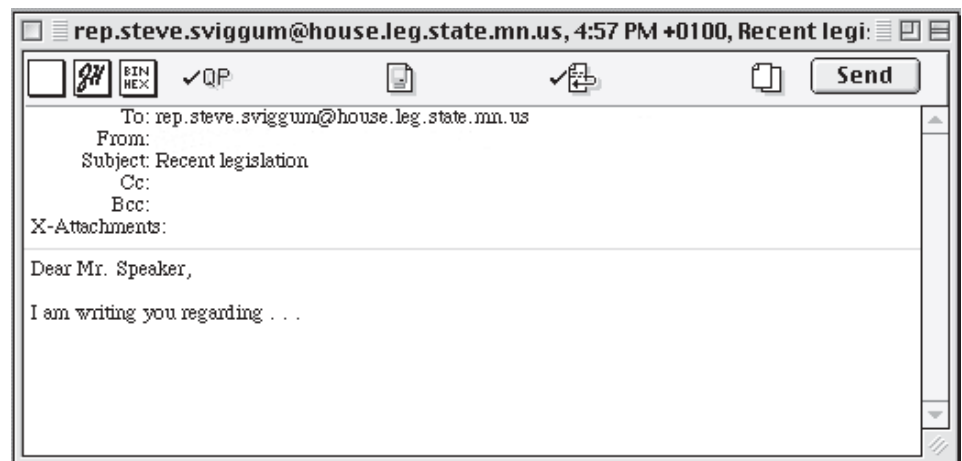 rep.steve.sviggum@house.leg.state.mn.us, 4:57 PM +0100, Recent legi:
BIN HEX QP Send
To: rep.steve.sviggum@house.leg.state.mn.us
From:
Subject: Recent legislation
Cc:
Bcc:
X-Attachments:
Dear Mr. Speaker,
I am writing you regarding . . .